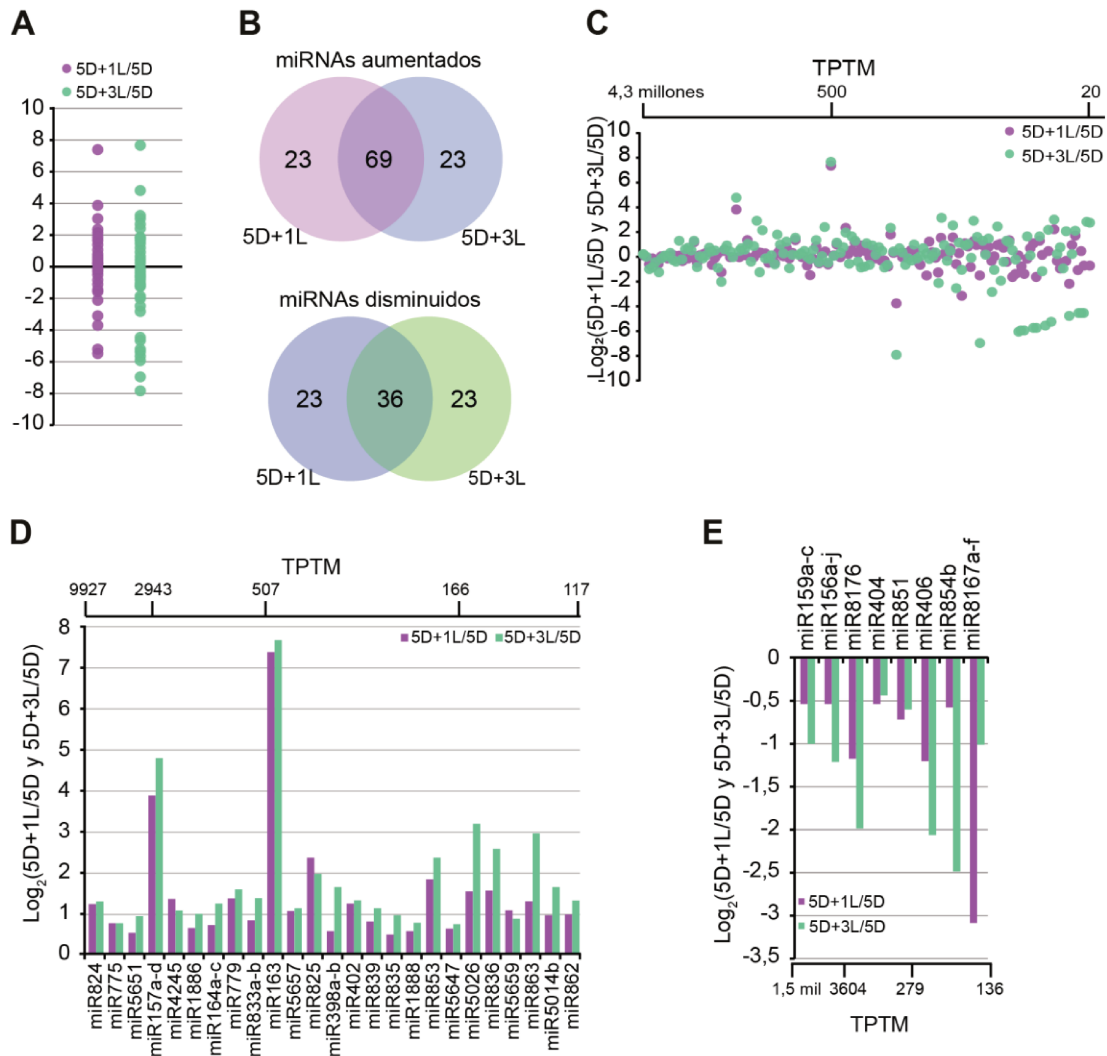 A
5D+1L/5D
5D+3L/5D
10
8
6
4
2
0
-2
-4
-6
-8
-10
B
miRNAs aumentados
23 69 23
5D+1L 5D+3L
miRNAs disminuidos
23 36 23
5D+1L 5D+3L
C
TPTM
4,3 millones 500 20
5D+1L/5D
5D+3L/5D
Log₂(5D+1L/5D y 5D+3L/5D)
10
8
6
4
2
0
-2
-4
-6
-8
-10
D
TPTM
9927 2943 507 166 117
5D+1L/5D 5D+3L/5D
Log₂(5D+1L/5D y 5D+3L/5D)
8
7
6
5
4
3
2
1
0
miR824
miR775
miR5651
miR157a-d
miR4245
miR1886
miR164a-c
miR779
miR833a-b
miR163
miR5657
miR825
miR398a-b
miR402
miR839
miR835
miR1888
miR853
miR5647
miR5026
miR836
miR5659
miR863
miR5014b
miR862
E
miR159a-c
miR156a-j
miR8176
miR404
miR851
miR406
miR854b
miR8167a-f
Log₂(5D+1L/5D y 5D+3L/5D)
0
-0,5
-1
-1,5
-2
-2,5
-3
-3,5
5D+1L/5D
5D+3L/5D
1,5 mil 3604 279 136
TPTM